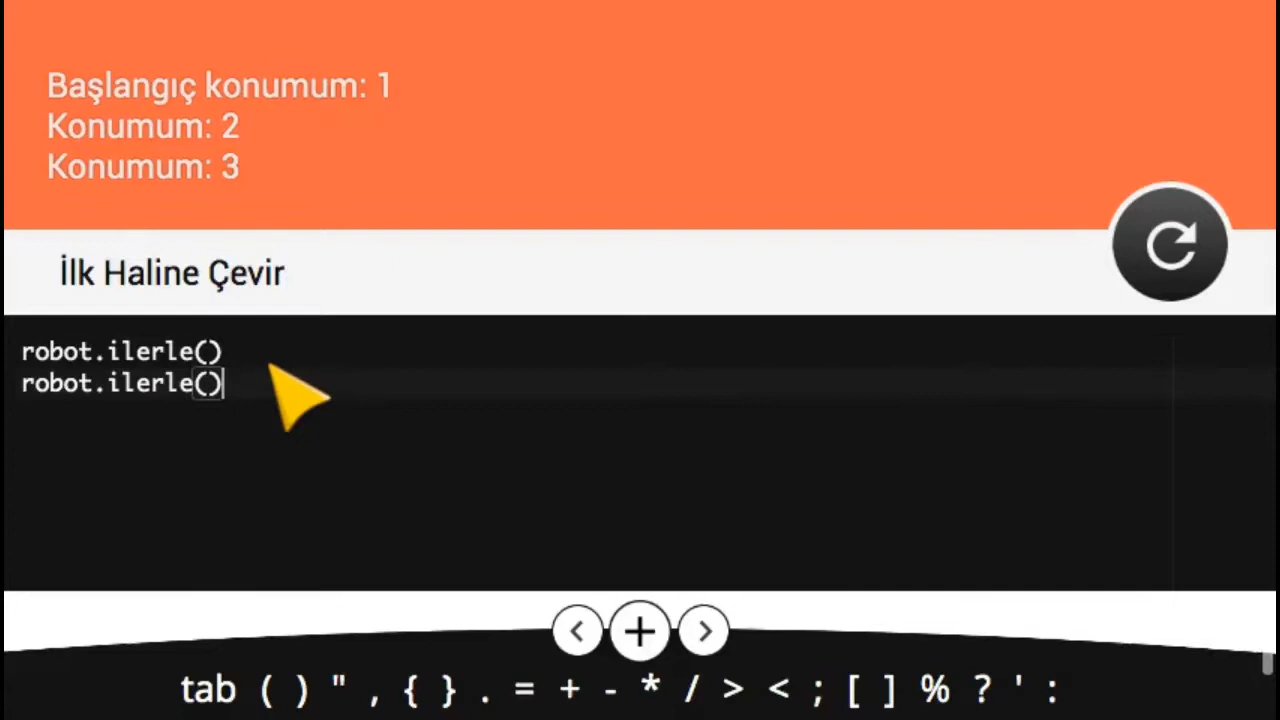 Başlangıç konumum: 1
Konumum: 2
Konumum: 3
İlk Haline Çevir
robot.ilerle()
robot.ilerle()
tab ( ) " , { } . = + - * / > < ; [ ] % ? ' :